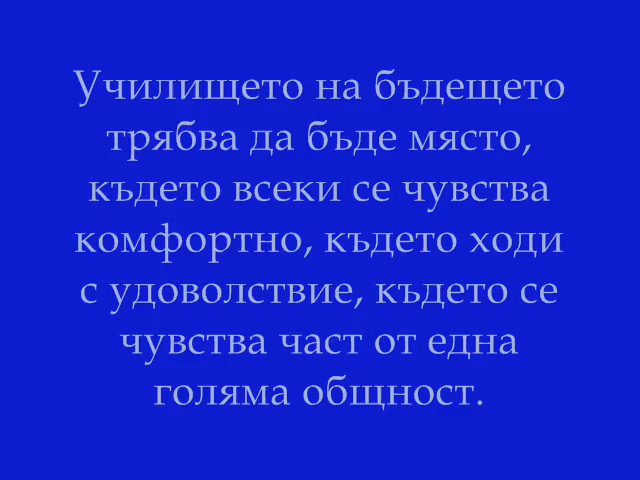 Училището на бъдещето
трябва да бъде място,
където всеки се чувства
комфортно, където ходи
с удоволствие, където се
чувства част от една
голяма общност.